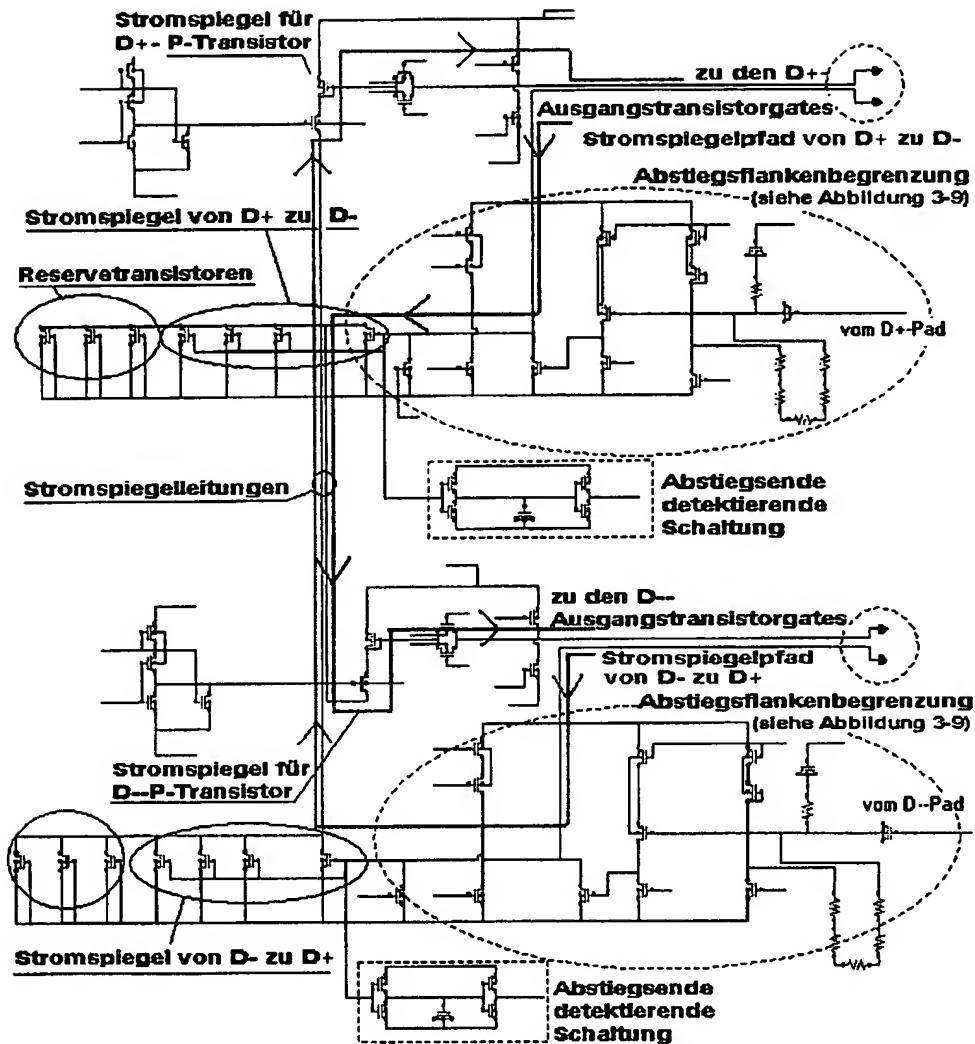 Stromspiegel für
D+- P-Transistor
zu den D+-
Ausgangstransistorgates
Stromspiegelpfad von D+ zu D-
Abstiegsflankenbegrenzung
(siehe Abbildung 3-9)
Stromspiegel von D+ zu D-
Reservetransistoren
vom D+-Pad
Stromspiegelleitungen
Abstiegsende
detektierende
Schaltung
zu den D--
Ausgangstransistorgates
Stromspiegelpfad
von D- zu D+
Abstiegsflankenbegrenzung
(siehe Abbildung 3-9)
Stromspiegel für
D--P-Transistor
vom D--Pad
Stromspiegel von D- zu D+
Abstiegsende
detektierende
Schaltung